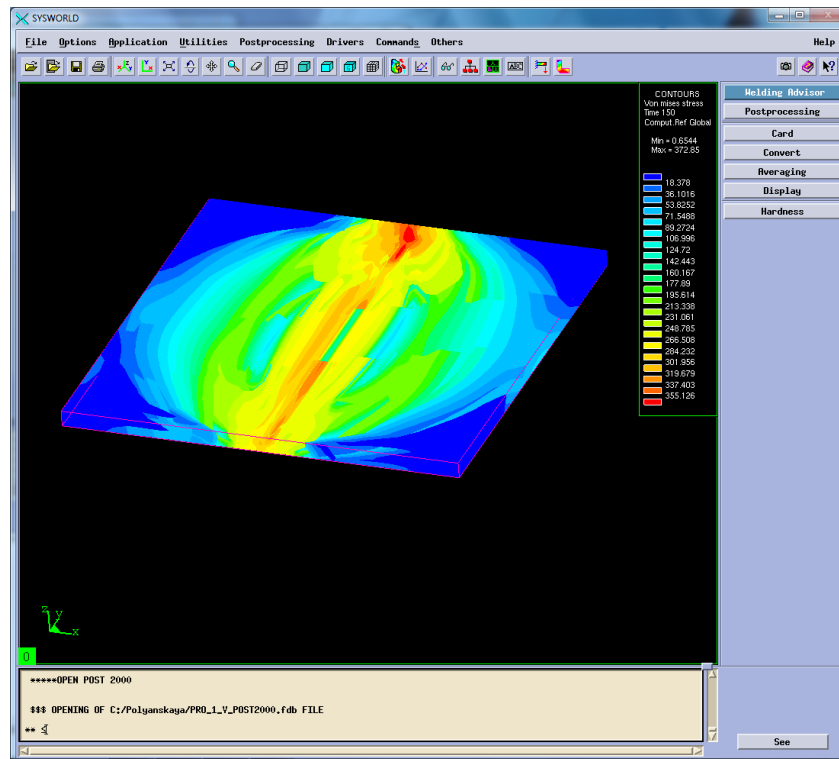 SYSWORLD
File Options Application Utilities Postprocessing Drivers Commands Others Help
ABC
CONTOURS
Von mises stress
Time 150
Comput.Ref Global
Min = 0.6544
Max = 372.85
18.378
36.1016
53.8252
71.5488
89.2724
106.996
124.72
142.443
160.167
177.89
195.614
213.338
231.061
248.785
266.508
284.232
301.956
319.679
337.403
355.126
Welding Advisor
Postprocessing
Card
Convert
Averaging
Display
Hardness
z
y
x
0
*****OPEN POST 2000
$$$ OPENING OF C:/Polyanskaya/PRO_1_V_POST2000.fdb FILE
**
See